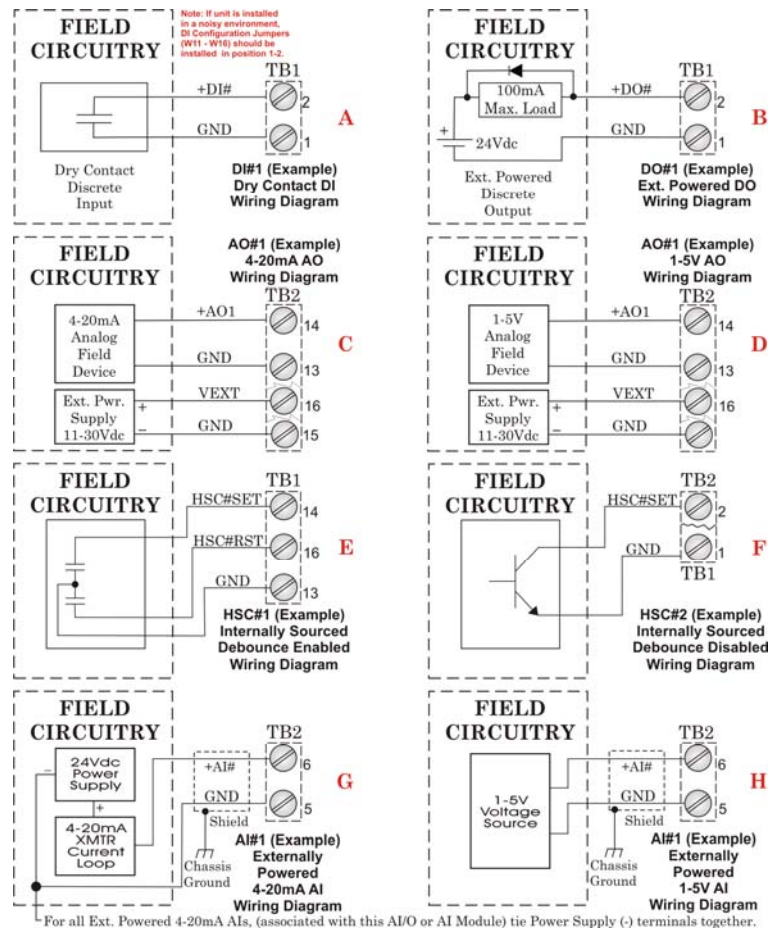 FIELD
CIRCUITRY
Note: If unit is installed
in a noisy environment,
DI Configuration Jumpers
(W11 - W16) should be
installed in position 1-2.
TB1
+DI#
2
GND
1
A
Dry Contact
Discrete
Input
DI#1 (Example)
Dry Contact DI
Wiring Diagram
FIELD
CIRCUITRY
TB1
100mA
Max. Load
+DO#
2
+
24Vdc
GND
1
B
Ext. Powered
Discrete
Output
DO#1 (Example)
Ext. Powered DO
Wiring Diagram
FIELD
CIRCUITRY
AO#1 (Example)
4-20mA AO
Wiring Diagram
TB2
4-20mA
Analog
Field
Device
+AO1
14
GND
13
C
Ext. Pwr.
Supply
11-30Vdc
+
VEXT
16
–
GND
15
FIELD
CIRCUITRY
AO#1 (Example)
1-5V AO
Wiring Diagram
TB2
1-5V
Analog
Field
Device
+AO1
14
GND
13
D
Ext. Pwr.
Supply
11-30Vdc
+
VEXT
16
–
GND
FIELD
CIRCUITRY
TB1
HSC#SET
14
HSC#RST
16
GND
13
E
HSC#1 (Example)
Internally Sourced
Debounce Enabled
Wiring Diagram
FIELD
CIRCUITRY
TB2
HSC#SET
2
GND
1
TB1
F
HSC#2 (Example)
Internally Sourced
Debounce Disabled
Wiring Diagram
FIELD
CIRCUITRY
TB2
–
24Vdc
Power
Supply
+
4-20mA
XMTR
Current
Loop
+AI#
6
GND
5
G
Shield
Chassis
Ground
AI#1 (Example)
Externally
Powered
4-20mA AI
Wiring Diagram
FIELD
CIRCUITRY
TB2
1-5V
Voltage
Source
+AI#
6
GND
5
H
Shield
Chassis
Ground
AI#1 (Example)
Externally
Powered
1-5V AI
Wiring Diagram
For all Ext. Powered 4-20mA AIs, (associated with this AI/O or AI Module) tie Power Supply (-) terminals together.